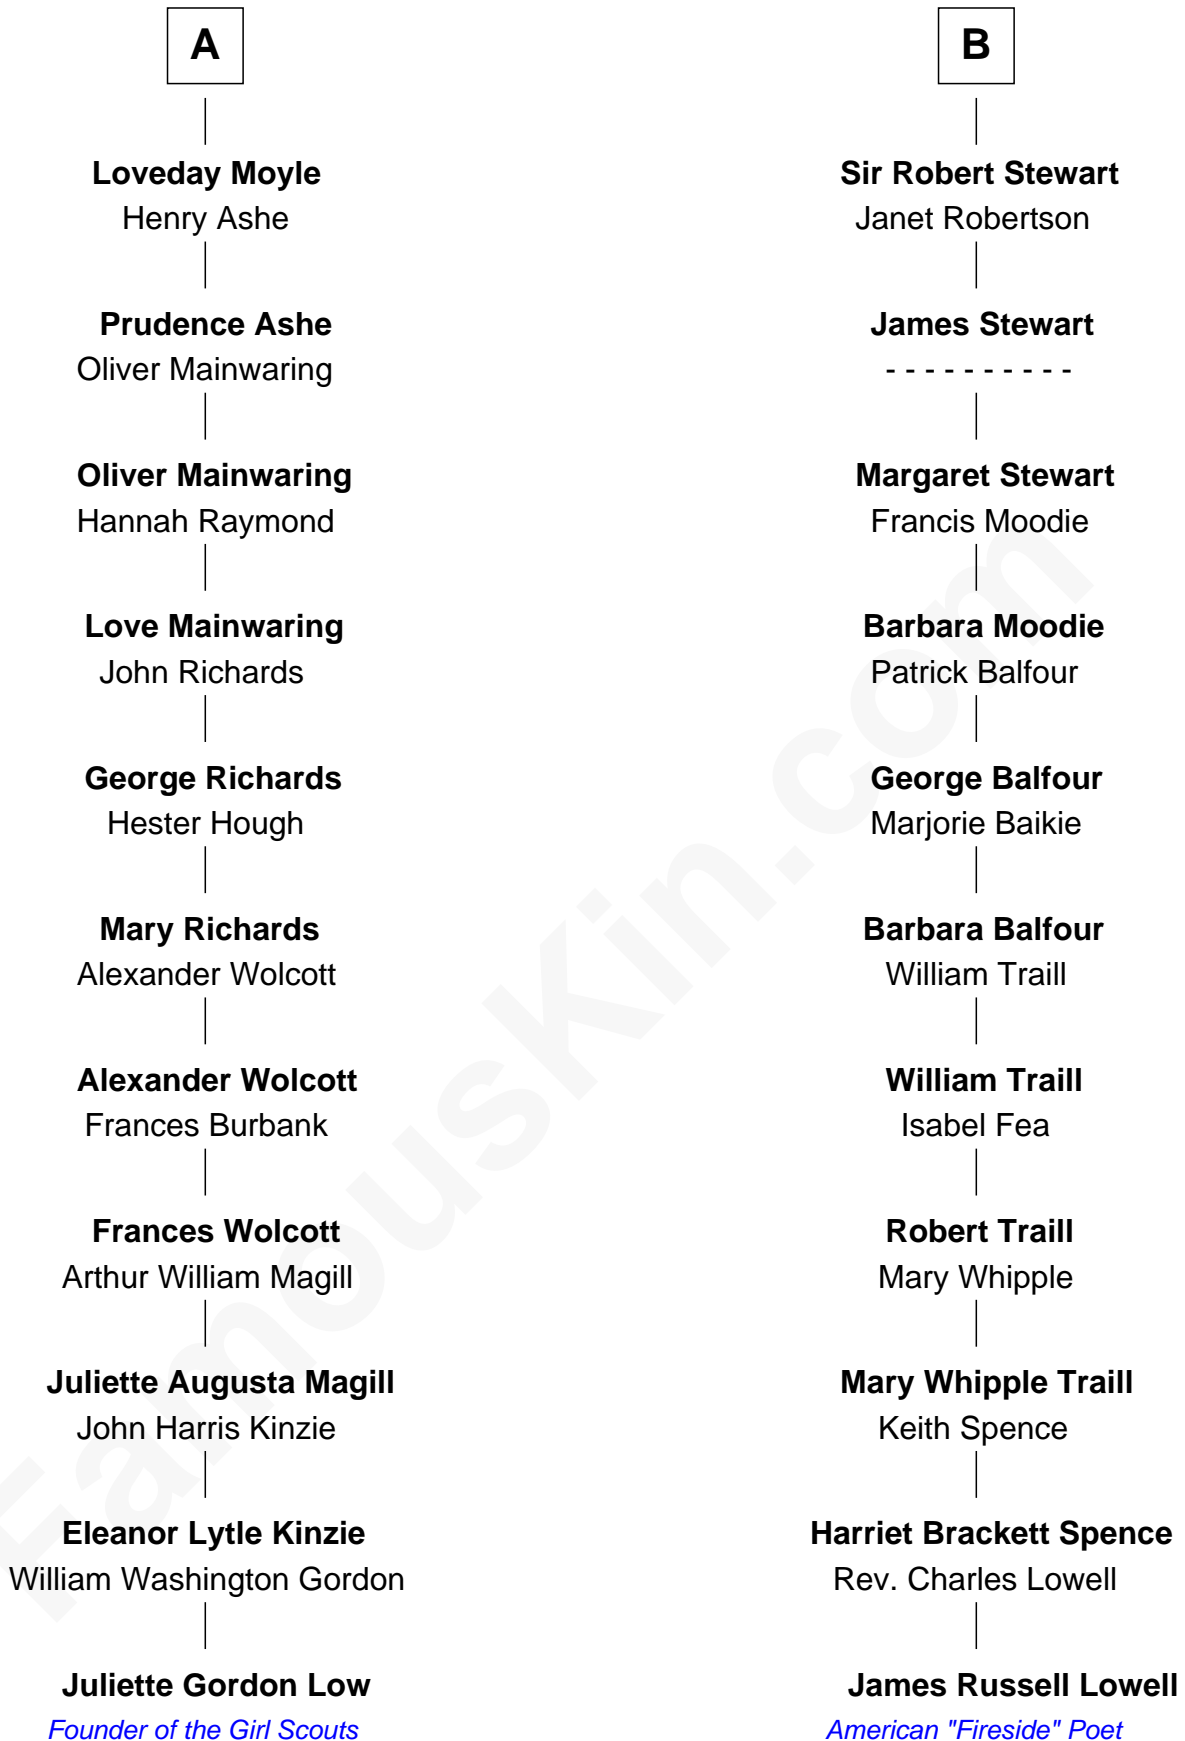 A
Loveday Moyle
Henry Ashe
Prudence Ashe
Oliver Mainwaring
Oliver Mainwaring
Hannah Raymond
Love Mainwaring
John Richards
George Richards
Hester Hough
Mary Richards
Alexander Wolcott
Alexander Wolcott
Frances Burbank
Frances Wolcott
Arthur William Magill
Juliette Augusta Magill
John Harris Kinzie
Eleanor Lytle Kinzie
William Washington Gordon
Juliette Gordon Low
Founder of the Girl Scouts
B
Sir Robert Stewart
Janet Robertson
James Stewart
- - - - - - - - - -
Margaret Stewart
Francis Moodie
Barbara Moodie
Patrick Balfour
George Balfour
Marjorie Baikie
Barbara Balfour
William Traill
William Traill
Isabel Fea
Robert Traill
Mary Whipple
Mary Whipple Traill
Keith Spence
Harriet Brackett Spence
Rev. Charles Lowell
James Russell Lowell
American "Fireside" Poet
FamousKin.com